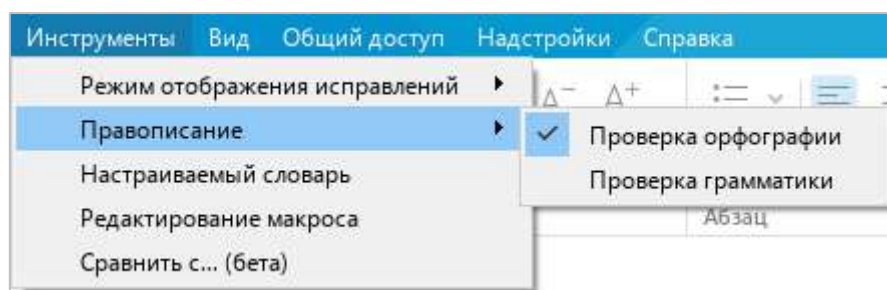 Инструменты Вид Общий доступ Надстройки Справка
Режим отображения исправлений
Правописание
Настраиваемый словарь
Редактирование макроса
Сравнить с... (бета)
Проверка орфографии
Проверка грамматики
Абзац